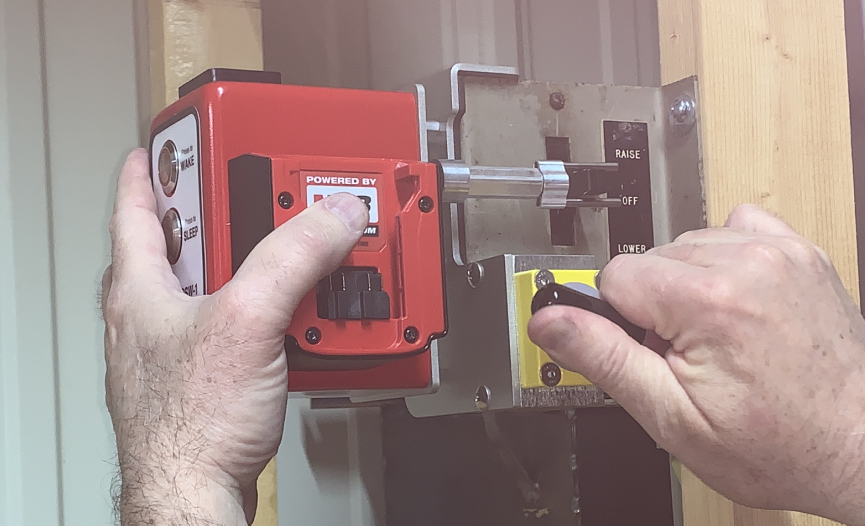 Press to
WAKE
Press to
SLEEP
POWERED BY
RAISE
OFF
LOWER